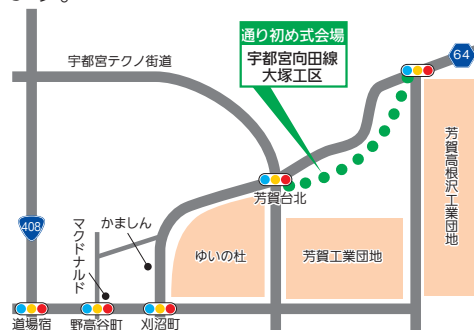 通り初め式会場
宇都宮向田線
大塚工区
64
宇都宮テクノ街道
芳賀台北
芳賀高根沢工業団地
408
マクドナルド
かましん
ゆいの杜
芳賀工業団地
道場宿
野高谷町
刈沼町